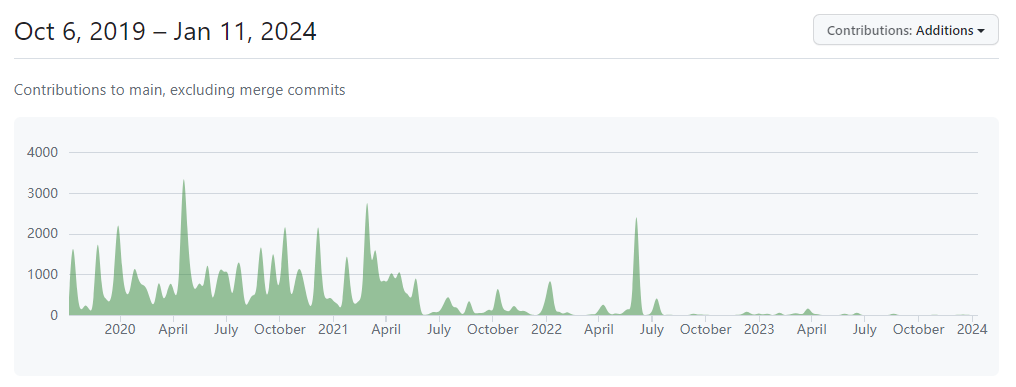 Oct 6, 2019 – Jan 11, 2024
Contributions: Additions
Contributions to main, excluding merge commits
4000
3000
2000
1000
0
2020 April July October 2021 April July October 2022 April July October 2023 April July October 2024